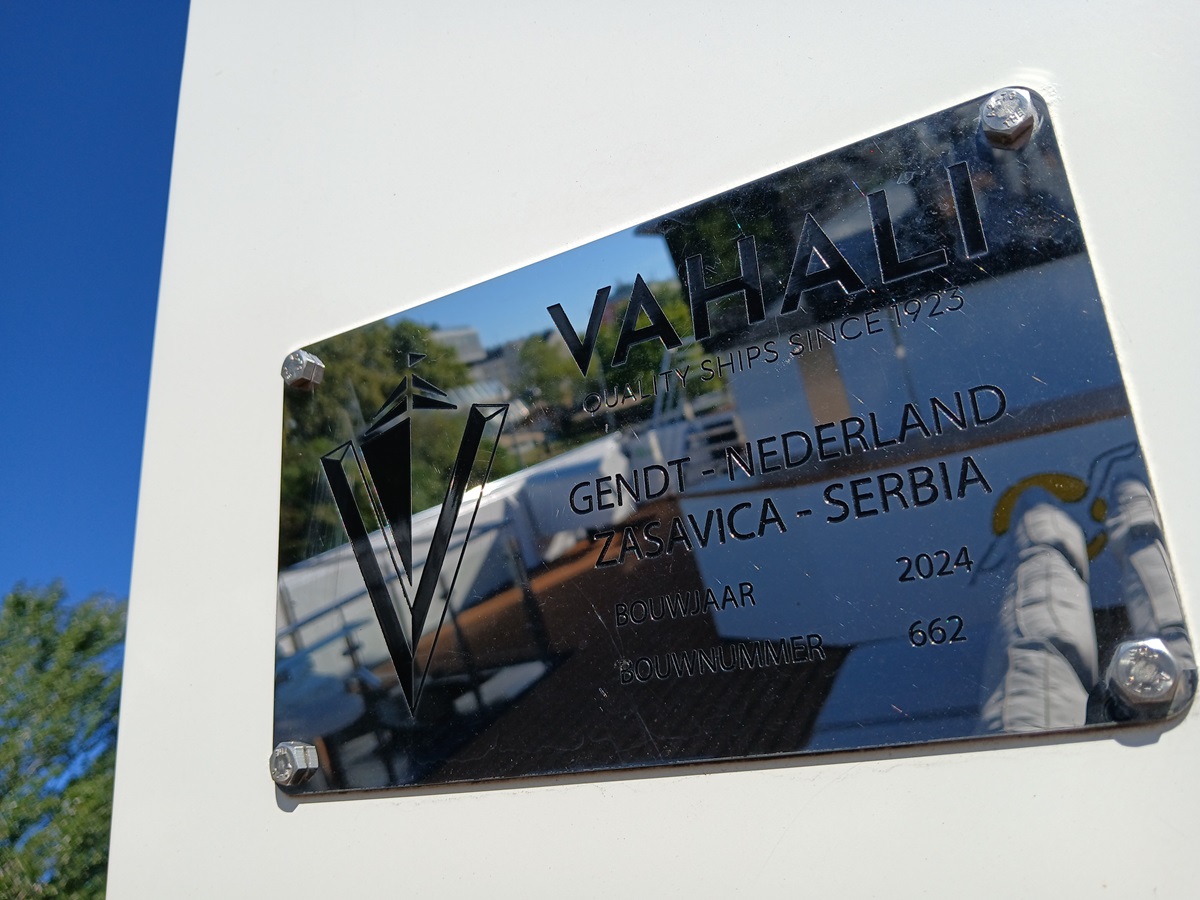 VAHALI
QUALITY SHIPS SINCE 1923
GENDT - NEDERLAND
ZASAVICA - SERBIA
BOUWJAAR 2024
BOUWNUMMER 662